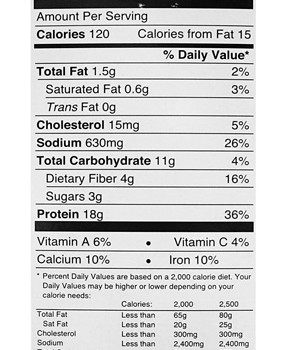 Amount Per Serving
Calories 120 Calories from Fat 15
% Daily Value*
Total Fat 1.5g 2%
Saturated Fat 0.6g 3%
Trans Fat 0g
Cholesterol 15mg 5%
Sodium 630mg 26%
Total Carbohydrate 11g 4%
Dietary Fiber 4g 16%
Sugars 3g
Protein 18g 36%
Vitamin A 6% • Vitamin C 4%
Calcium 10% • Iron 10%
* Percent Daily Values are based on a 2,000 calorie diet. Your
Daily Values may be higher or lower depending on your
calorie needs:
Calories: 2,000 2,500
Total Fat Less than 65g 80g
Sat Fat Less than 20g 25g
Cholesterol Less than 300mg 300mg
Sodium Less than 2,400mg 2,400mg